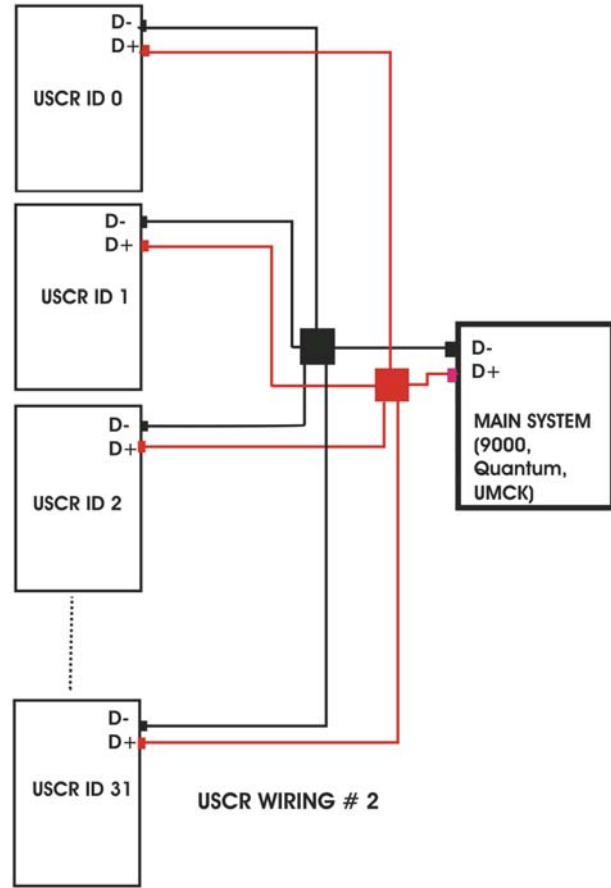 D-
D+
USCR ID 0
D-
D+
USCR ID 1
D-
D+
MAIN SYSTEM
(9000,
Quantum,
UMCK)
D-
D+
USCR ID 2
D-
D+
USCR ID 31
USCR WIRING # 2